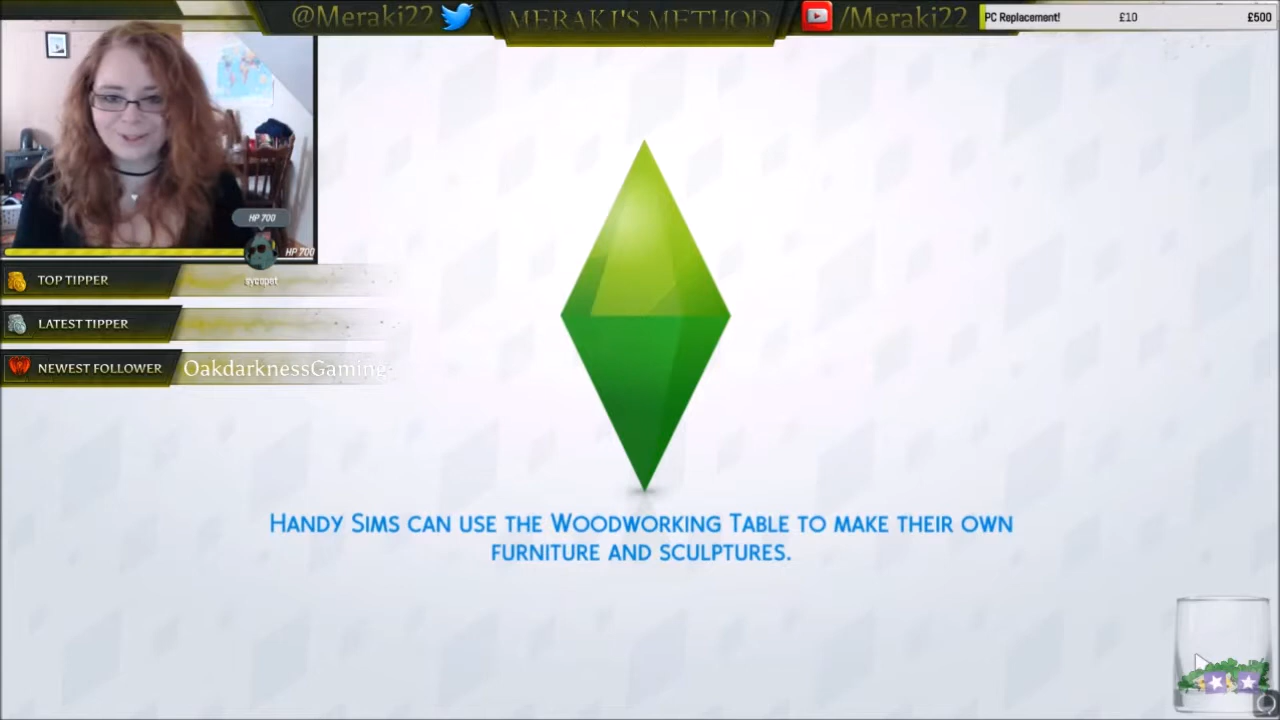 @Meraki22
MERAKI'S METHOD
/Meraki22
PC Replacement!
£10
£500
HP 700
HP 700
sycopet
TOP TIPPER
LATEST TIPPER
NEWEST FOLLOWER
OakdarknessGaming
HANDY SIMS CAN USE THE WOODWORKING TABLE TO MAKE THEIR OWN
FURNITURE AND SCULPTURES.